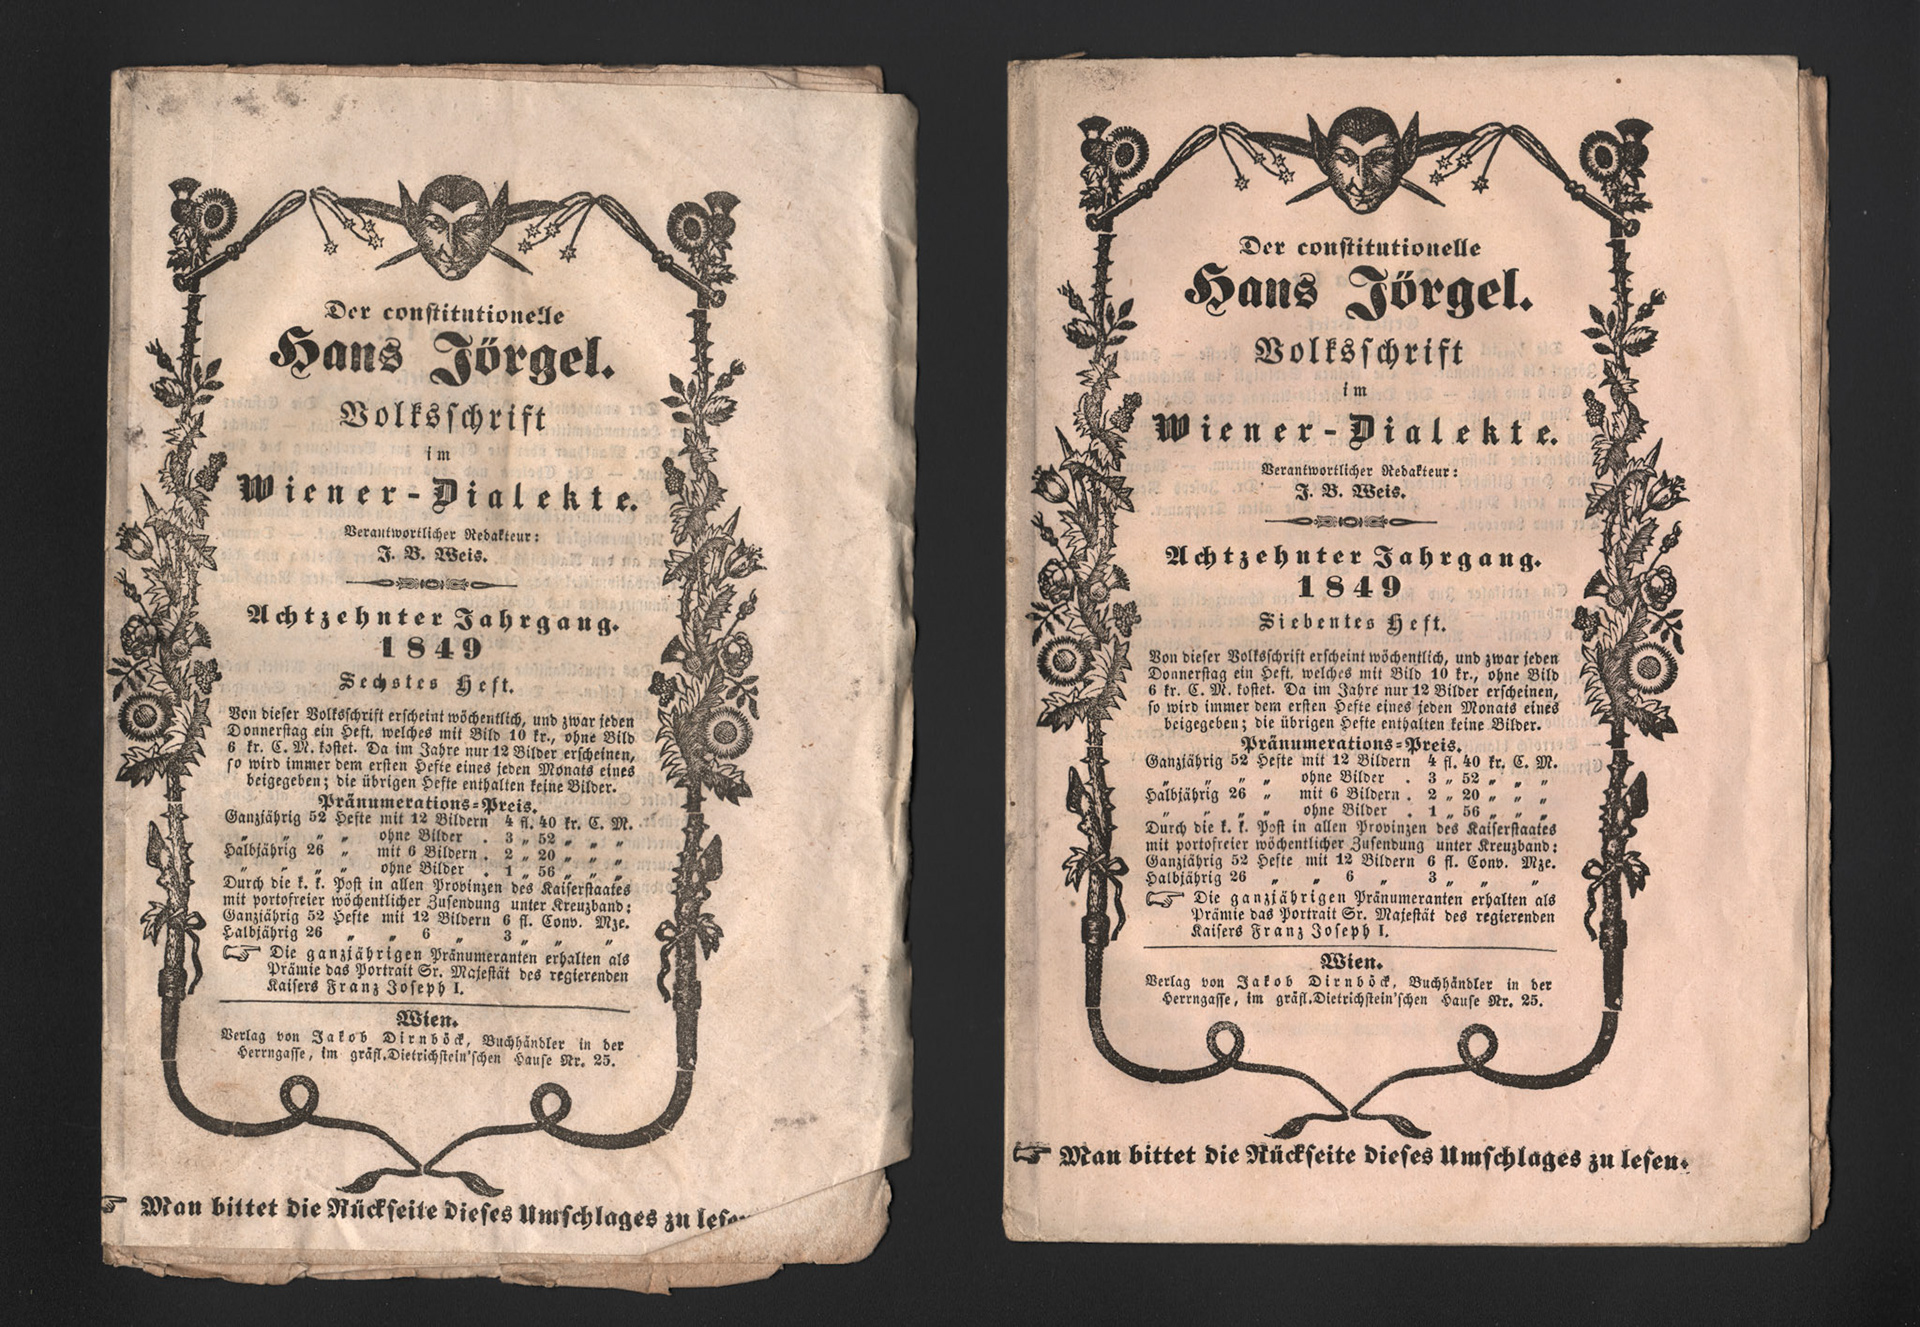 Der constitutionelle
Hans Jörgel.
Volksschrift
im
Wiener-Dialekte.
Verantwortlicher Redakteur:
J. B. Weis.
Achtzehnter Jahrgang.
1849
Sechstes Heft.
Von dieser Volksschrift erscheint wöchentlich, und zwar jeden
Donnerstag ein Heft, welches mit Bild 10 kr., ohne Bild
6 kr. C. M. kostet. Da im Jahre nur 12 Bilder erscheinen,
so wird immer dem ersten Hefte eines jeden Monats eines
beigegeben; die übrigen Hefte enthalten keine Bilder.
Pränumerations-Preis.
Ganzjährig 52 Hefte mit 12 Bildern 4 fl. 40 kr. C. M.
„ „ „ ohne Bilder . 3 „ 52 „ „ „
Halbjährig 26 „ mit 6 Bildern . 2 „ 20 „ „ „
„ „ „ ohne Bilder . 1 „ 56 „ „ „
Durch die k. k. Post in allen Provinzen des Kaiserstaates
mit portofreier wöchentlicher Zusendung unter Kreuzband:
Ganzjährig 52 Hefte mit 12 Bildern 6 fl. Conv. Mze.
Halbjährig 26 „ „ 6 „ 3 „ „ „
☞ Die ganzjährigen Pränumeranten erhalten als
Prämie das Portrait Sr. Majestät des regierenden
Kaisers Franz Joseph I.
Wien.
Verlag von Jakob Dirnböck, Buchhändler in der
Herrngasse, im gräfl. Dietrichstein'schen Hause Nr. 25.
☞ Man bittet die Rückseite dieses Umschlages zu lesen
Der constitutionelle
Hans Jörgel.
Volksschrift
im
Wiener-Dialekte.
Verantwortlicher Redakteur:
J. B. Weis.
Achtzehnter Jahrgang.
1849
Siebentes Heft.
Von dieser Volksschrift erscheint wöchentlich, und zwar jeden
Donnerstag ein Heft, welches mit Bild 10 kr., ohne Bild
6 kr. C. M. kostet. Da im Jahre nur 12 Bilder erscheinen,
so wird immer dem ersten Hefte eines jeden Monats eines
beigegeben; die übrigen Hefte enthalten keine Bilder.
Pränumerations-Preis.
Ganzjährig 52 Hefte mit 12 Bildern 4 fl. 40 kr. C. M.
„ „ „ „ ohne Bilder . 3 „ 52 „ „ „
Halbjährig 26 „ mit 6 Bildern . 2 „ 20 „ „ „
„ „ „ „ ohne Bilder . 1 „ 56 „ „ „
Durch die k. k. Post in allen Provinzen des Kaiserstaates
mit portofreier wöchentlicher Zusendung unter Kreuzband:
Ganzjährig 52 Hefte mit 12 Bildern 6 fl. Conv. Mze.
Halbjährig 26 „ „ 6 „ 3 „ „ „
☞ Die ganzjährigen Pränumeranten erhalten als
Prämie das Portrait Sr. Majestät des regierenden
Kaisers Franz Joseph I.
Wien.
Verlag von Jakob Dirnböck, Buchhändler in der
Herrngasse, im gräfl. Dietrichstein'schen Hause Nr. 25.
☞ Man bittet die Rückseite dieses Umschlages zu lesen.